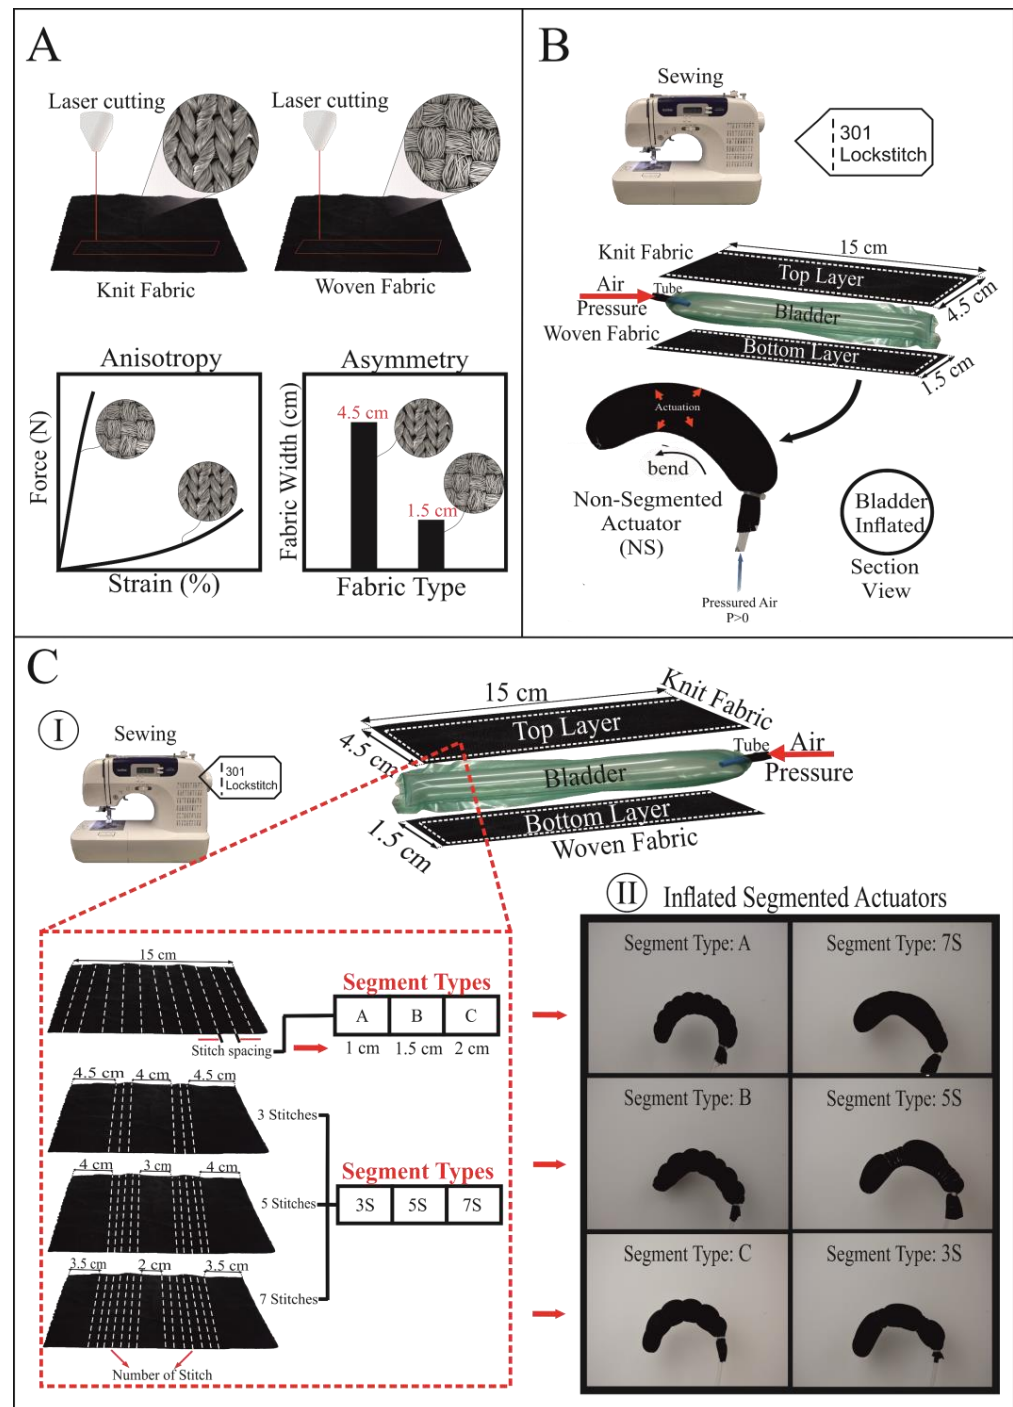 A
Laser cutting
Laser cutting
Knit Fabric
Woven Fabric
Anisotropy
Force (N)
Strain (%)
Asymmetry
Fabric Width (cm)
4.5 cm
1.5 cm
Fabric Type
B
Sewing
301
Lockstitch
15 cm
Knit Fabric
Top Layer
4.5 cm
Air
Pressure
Tube
Bladder
Woven Fabric
Bottom Layer
1.5 cm
Actuation
bend
Non-Segmented
Actuator
(NS)
Pressured Air
P>0
Bladder
Inflated
Section
View
C
I
Sewing
301
Lockstitch
15 cm
Knit Fabric
Top Layer
4.5 cm
Tube
Air
Pressure
Bladder
Bottom Layer
1.5 cm
Woven Fabric
15 cm
Stitch spacing
Segment Types
A B C
1 cm 1.5 cm 2 cm
4.5 cm 4 cm 4.5 cm
3 Stitches
4 cm 3 cm 4 cm
5 Stitches
Segment Types
3S 5S 7S
3.5 cm 2 cm 3.5 cm
7 Stitches
Number of Stitch
II
Inflated Segmented Actuators
Segment Type: A
Segment Type: 7S
Segment Type: B
Segment Type: 5S
Segment Type: C
Segment Type: 3S